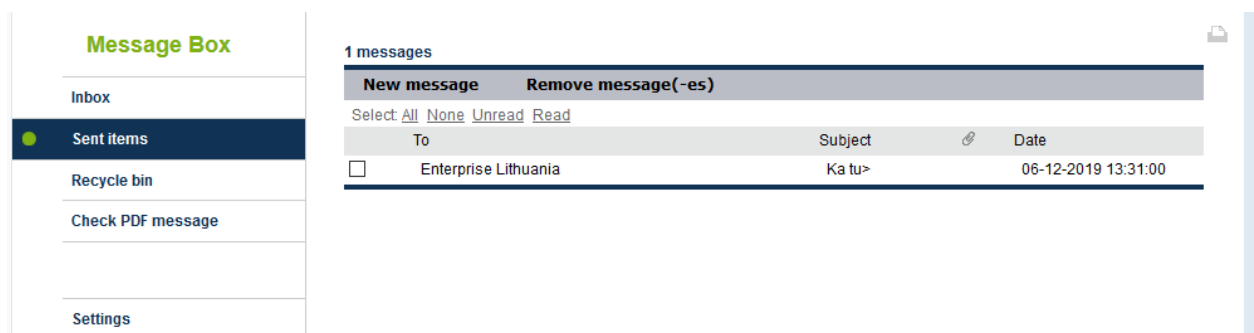 Message Box
Inbox
Sent items
Recycle bin
Check PDF message
Settings
1 messages
New message Remove message(-es)
Select: All None Unread Read
To Subject Date
Enterprise Lithuania Ka tu> 06-12-2019 13:31:00